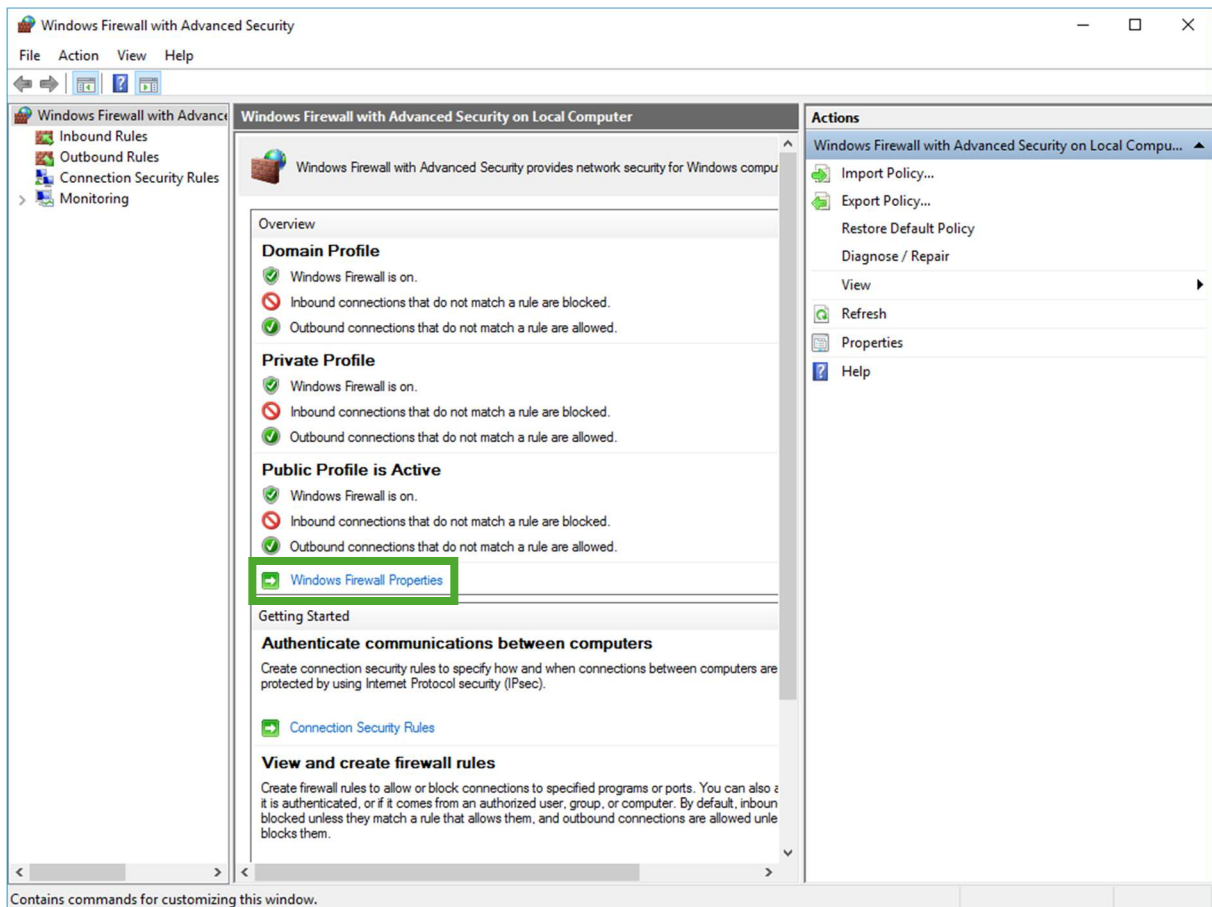 Windows Firewall with Advanced Security
File Action View Help
Windows Firewall with Advance
Inbound Rules
Outbound Rules
Connection Security Rules
Monitoring
Windows Firewall with Advanced Security on Local Computer
Windows Firewall with Advanced Security provides network security for Windows compu
Overview
Domain Profile
Windows Firewall is on.
Inbound connections that do not match a rule are blocked.
Outbound connections that do not match a rule are allowed.
Private Profile
Windows Firewall is on.
Inbound connections that do not match a rule are blocked.
Outbound connections that do not match a rule are allowed.
Public Profile is Active
Windows Firewall is on.
Inbound connections that do not match a rule are blocked.
Outbound connections that do not match a rule are allowed.
Windows Firewall Properties
Getting Started
Authenticate communications between computers
Create connection security rules to specify how and when connections between computers are
protected by using Internet Protocol security (IPsec).
Connection Security Rules
View and create firewall rules
Create firewall rules to allow or block connections to specified programs or ports. You can also a
it is authenticated, or if it comes from an authorized user, group, or computer. By default, inboun
blocked unless they match a rule that allows them, and outbound connections are allowed unle
blocks them.
Actions
Windows Firewall with Advanced Security on Local Compu...
Import Policy...
Export Policy...
Restore Default Policy
Diagnose / Repair
View
Refresh
Properties
Help
Contains commands for customizing this window.